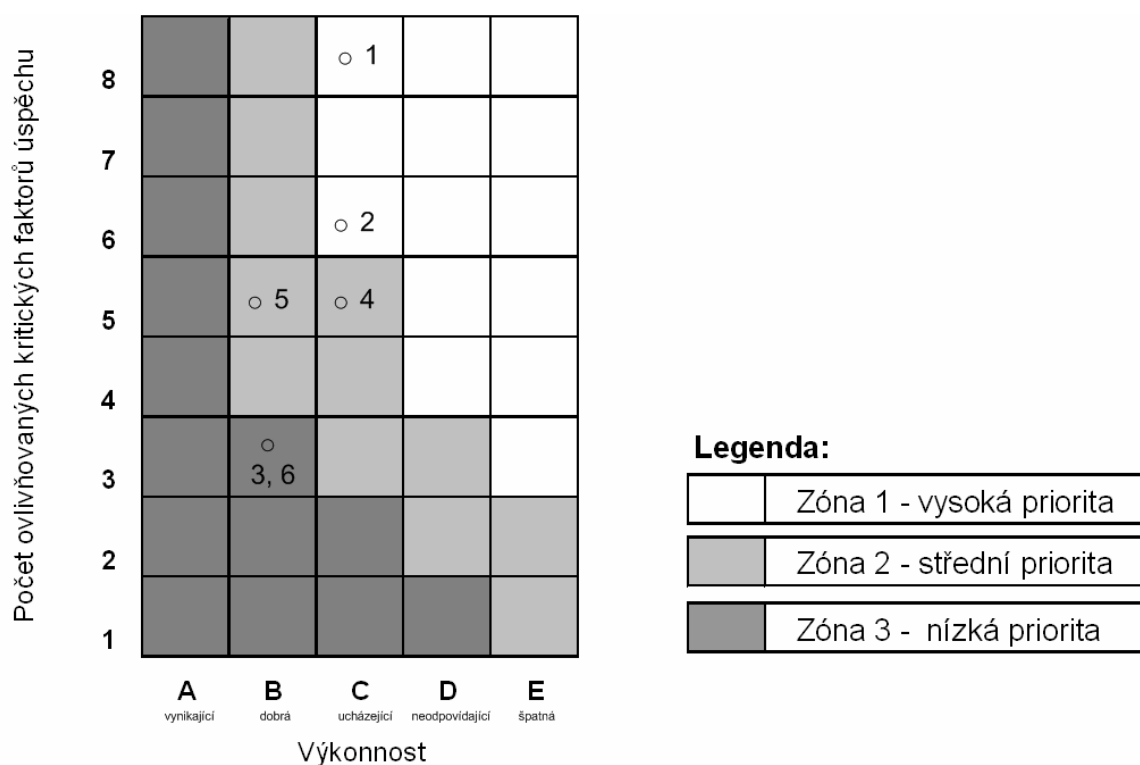 Počet ovlivňovaných kritických faktorů úspěchu
8
1
7
6
2
5
5
4
4
3
3, 6
2
1
A B C D E
vynikající dobrá ucházející neodpovídající špatná
Výkonnost
Legenda:
Zóna 1 - vysoká priorita
Zóna 2 - střední priorita
Zóna 3 - nízká priorita